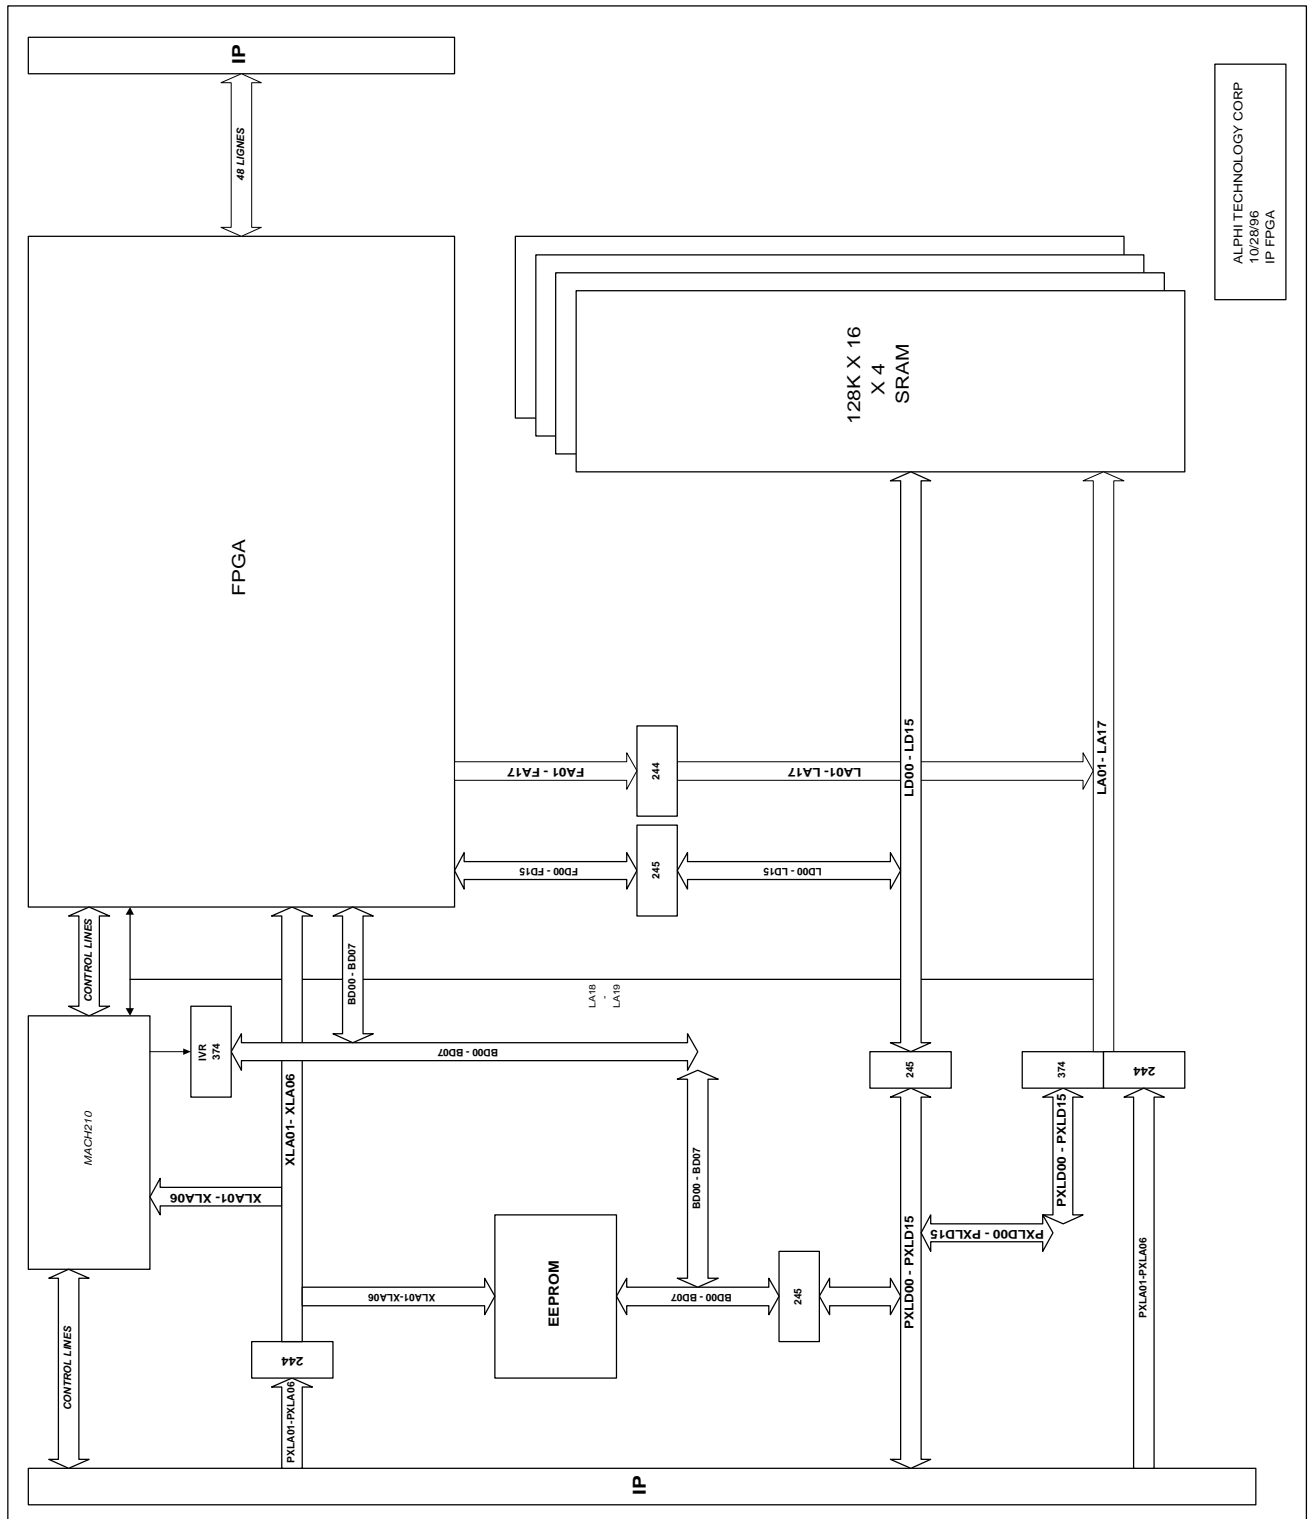 IP
48 LIGNES
ALPHI TECHNOLOGY CORP
10/28/96
IP FPGA
FPGA
128K X 16
X 4
SRAM
FA01 - FA17
244
LA01- LA17
LD00 - LD15
LA01- LA17
FD00 - FD15
245
LD00 - LD15
CONTROL LINES
BD00 - BD07
LA18
-
LA19
MACH210
IVR
374
BD00 - BD07
XLA01- XLA06
245
374
244
XLA01- XLA06
BD00 - BD07
PXLD00 - PXLD15
PXLD00 - PXLD15
PXLD00 - PXLD15
PXLA01-PXLA06
XLA01-XLA06
EEPROM
BD00 - BD07
245
CONTROL LINES
244
PXLA01-PXLA06
IP